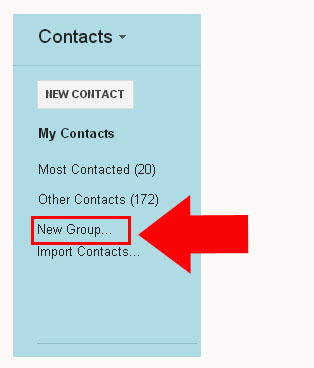 Contacts
NEW CONTACT
My Contacts
Most Contacted (20)
Other Contacts (172)
New Group...
Import Contacts...